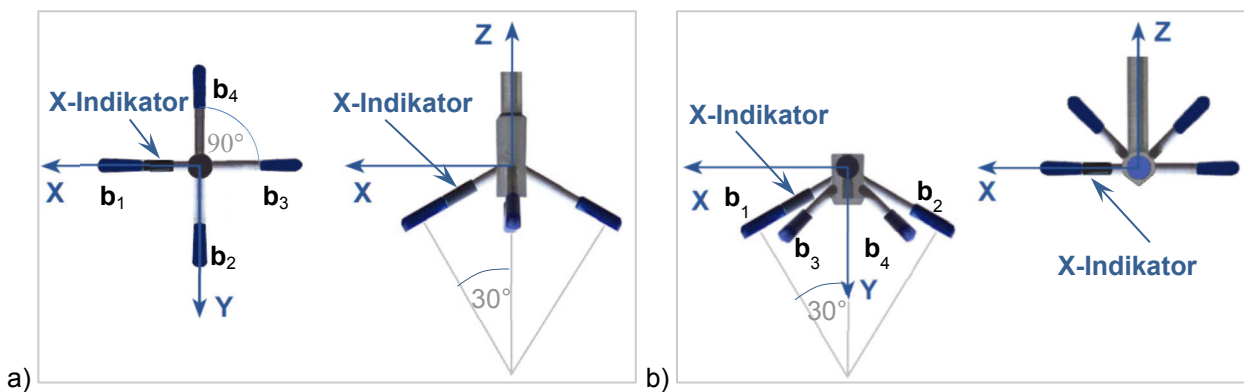 b₄
X-Indikator
90°
X
b₁
b₃
b₂
Y
a)
Z
X-Indikator
X
30°
X-Indikator
X
b₁
b₂
b₃
b₄
Y
30°
b)
Z
X
X-Indikator